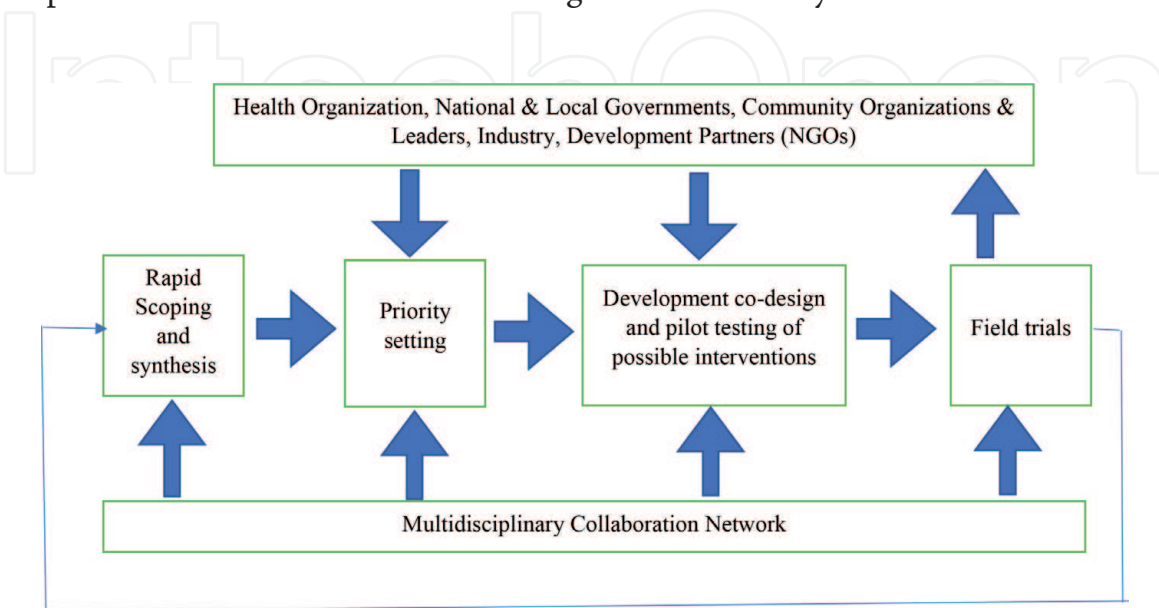 IntechOpen
Health Organization, National & Local Governments, Community Organizations &
Leaders, Industry, Development Partners (NGOs)
Rapid
Scoping
and
synthesis
Priority
setting
Development co-design
and pilot testing of
possible interventions
Field trials
Multidisciplinary Collaboration Network